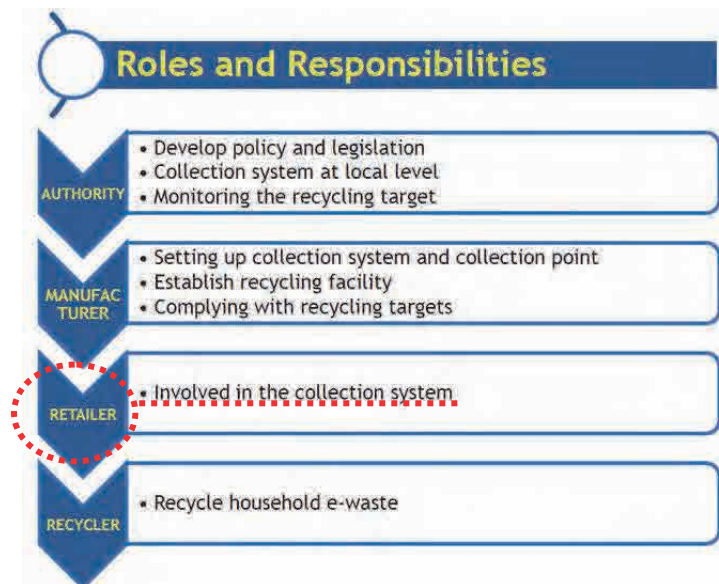 Roles and Responsibilities
AUTHORITY
• Develop policy and legislation
• Collection system at local level
• Monitoring the recycling target
MANUFAC
TURER
• Setting up collection system and collection point
• Establish recycling facility
• Complying with recycling targets
RETAILER
• Involved in the collection system
RECYCLER
• Recycle household e-waste